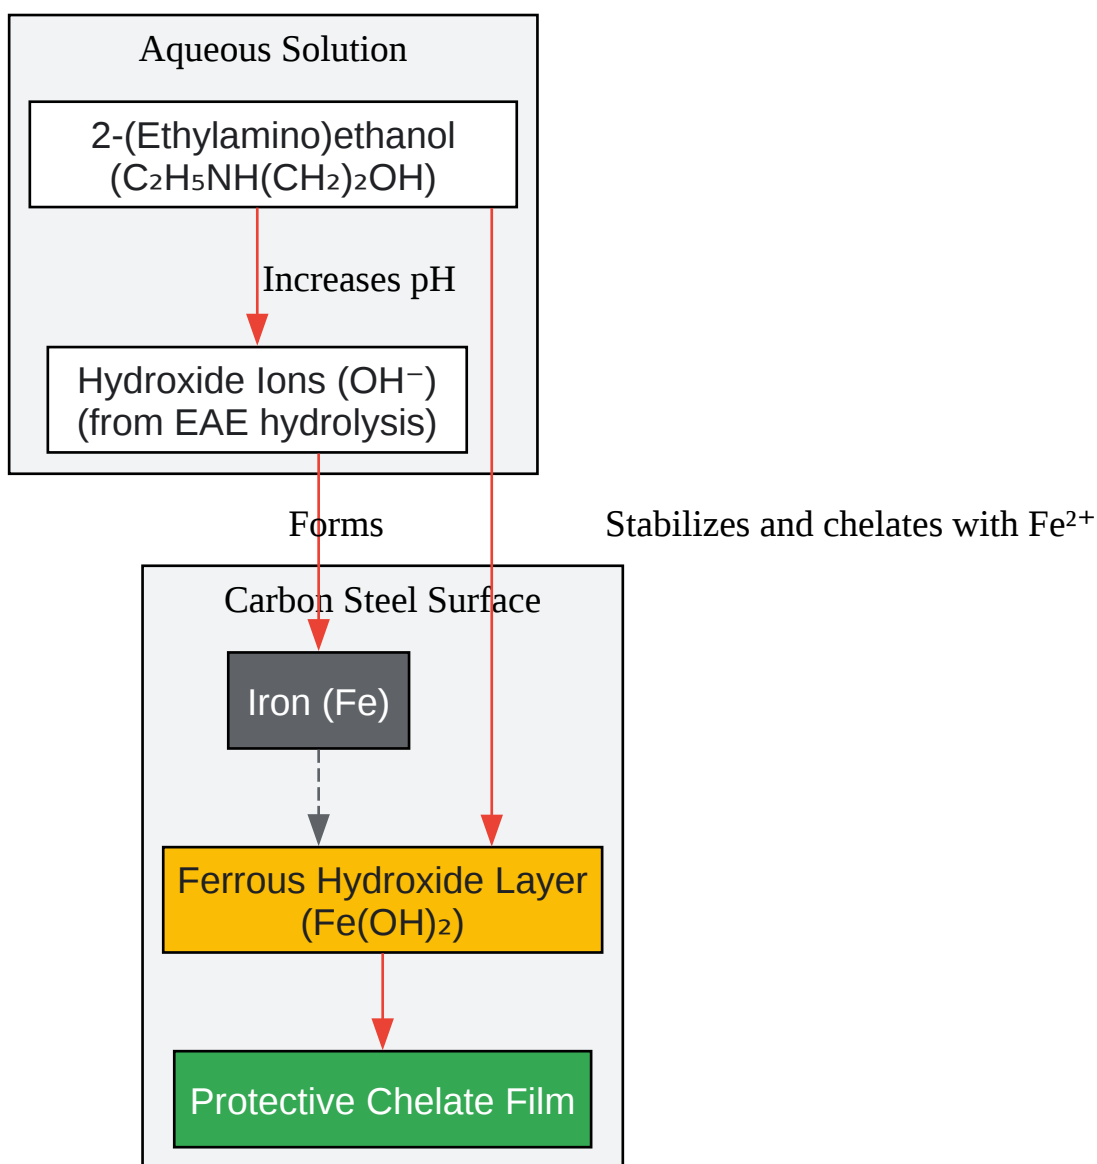 Aqueous Solution
2-(Ethylamino)ethanol
(C₂H₅NH(CH₂)₂OH)
Increases pH
Hydroxide Ions (OH⁻)
(from EAE hydrolysis)
Forms
Stabilizes and chelates with Fe²⁺
Carbon Steel Surface
Iron (Fe)
Ferrous Hydroxide Layer
(Fe(OH)₂)
Protective Chelate Film